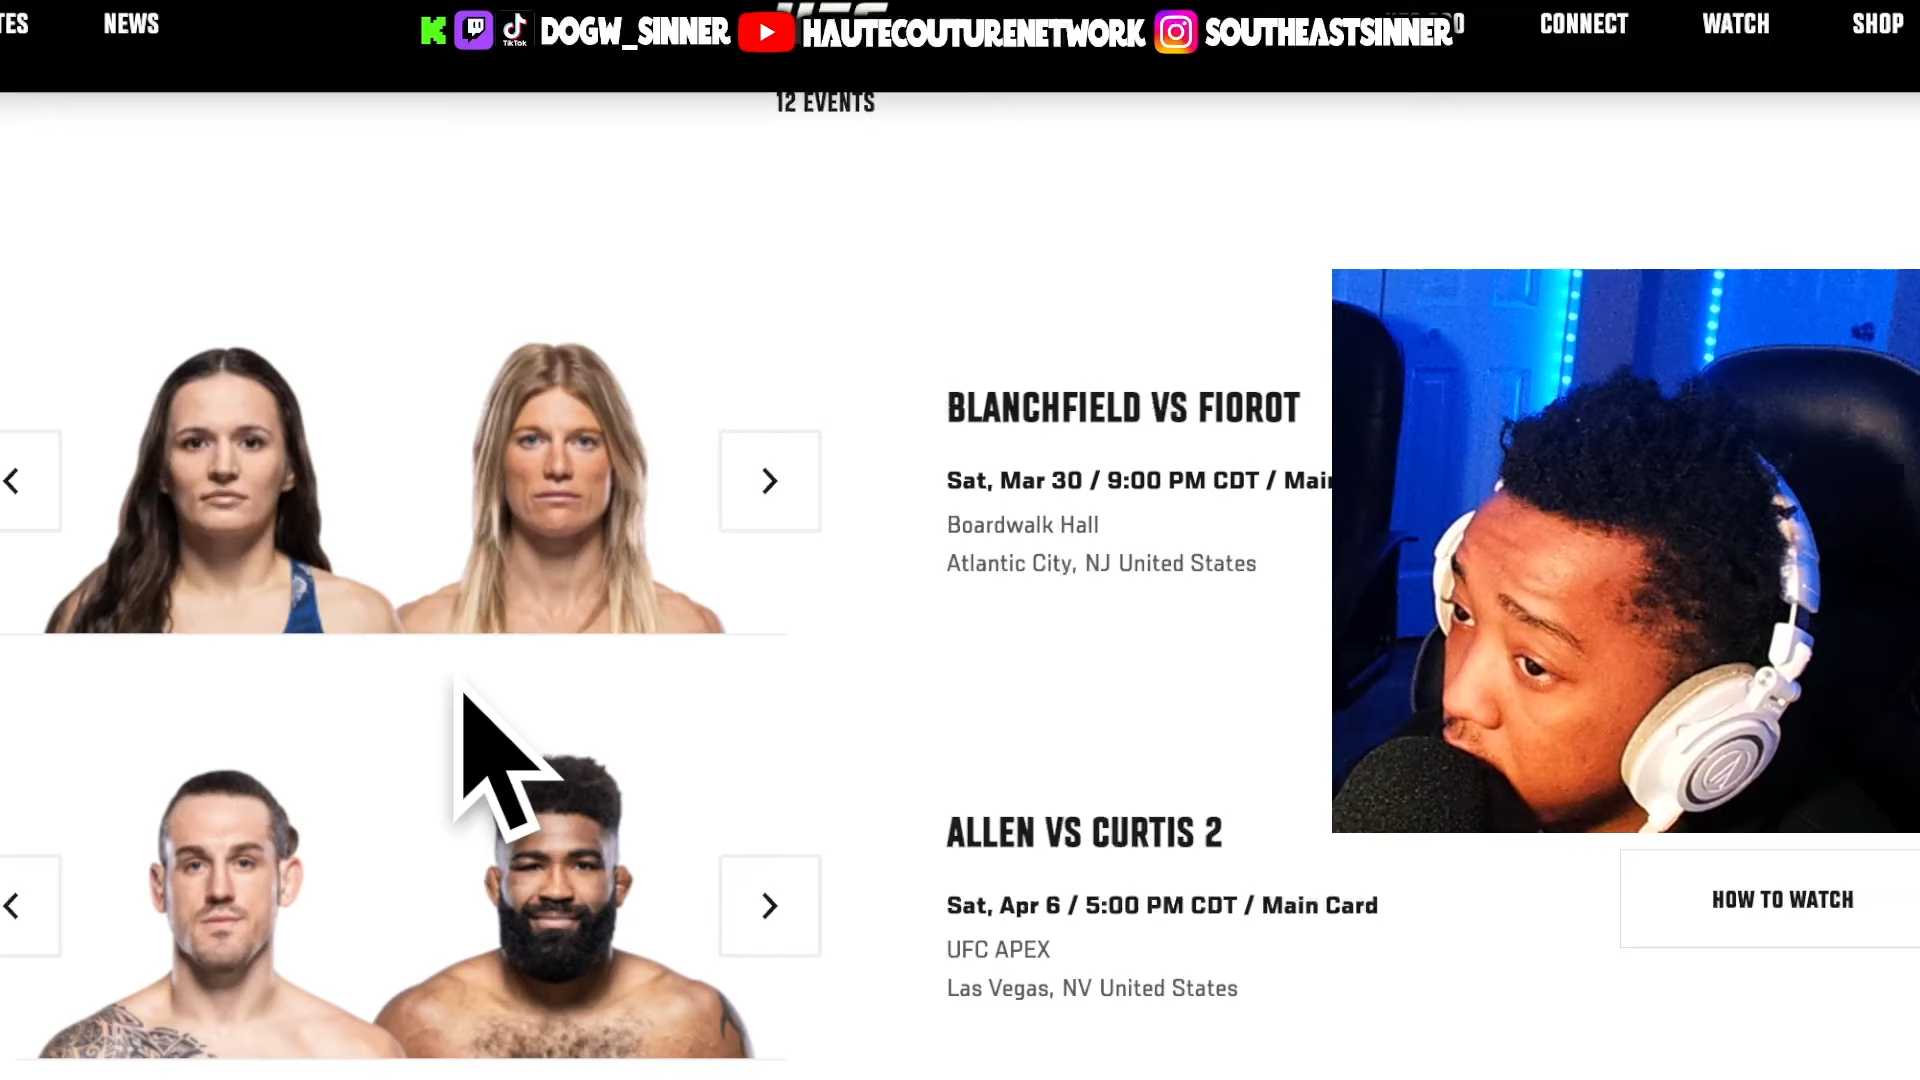 NEWS
DOGW_SINNER HAUTECOUTURENETWORK SOUTHEASTSINNER
CONNECT WATCH SHOP
12 EVENTS
BLANCHFIELD VS FIOROT
Sat, Mar 30 / 9:00 PM CDT /
Boardwalk Hall
Atlantic City, NJ United States
ALLEN VS CURTIS 2
Sat, Apr 6 / 5:00 PM CDT / Main Card
UFC APEX
Las Vegas, NV United States
HOW TO WATCH